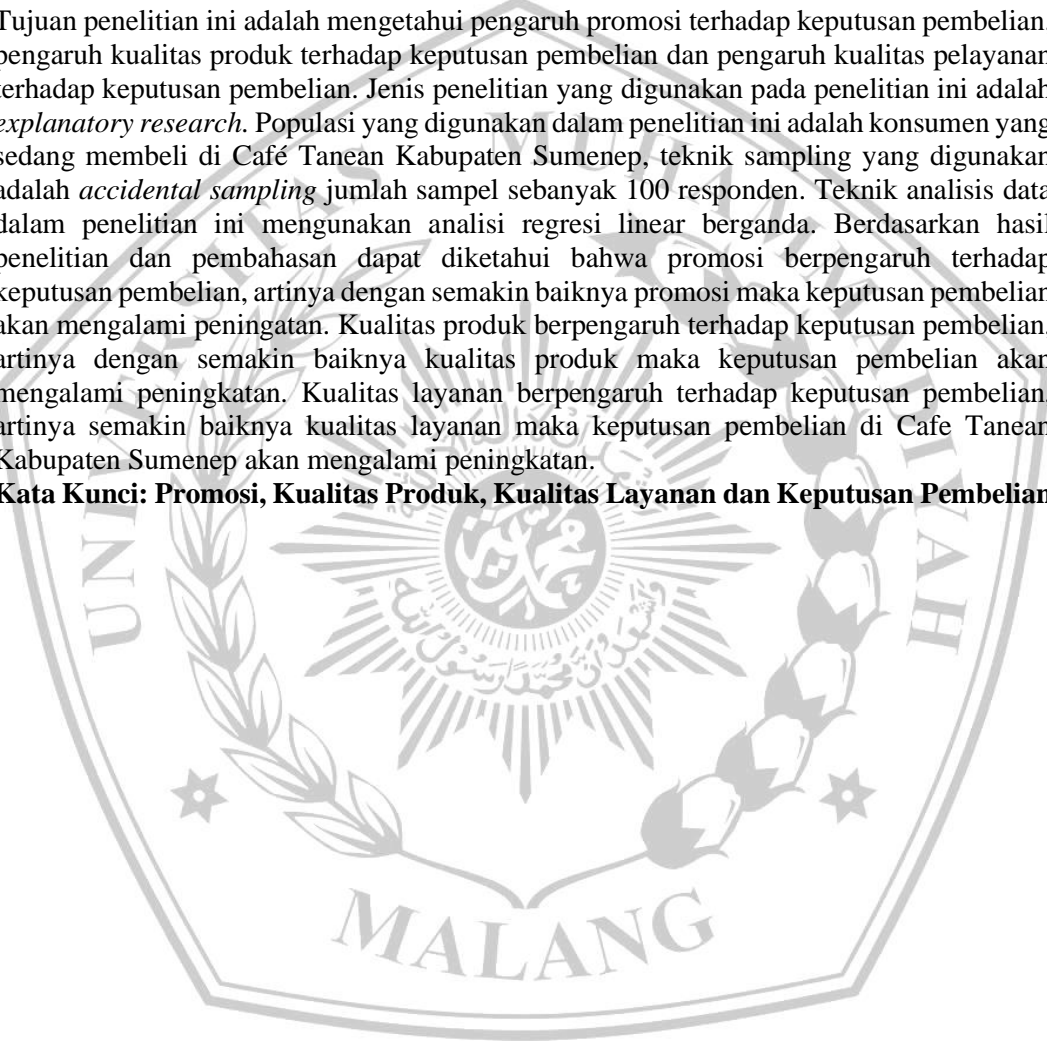 Tujuan penelitian ini adalah mengetahui pengaruh promosi terhadap keputusan pembelian,
pengaruh kualitas produk terhadap keputusan pembelian dan pengaruh kualitas pelayanan
terhadap keputusan pembelian. Jenis penelitian yang digunakan pada penelitian ini adalah
explanatory research. Populasi yang digunakan dalam penelitian ini adalah konsumen yang
sedang membeli di Café Tanean Kabupaten Sumenep, teknik sampling yang digunakan
adalah accidental sampling jumlah sampel sebanyak 100 responden. Teknik analisis data
dalam penelitian ini mengunakan analisi regresi linear berganda. Berdasarkan hasil
penelitian dan pembahasan dapat diketahui bahwa promosi berpengaruh terhadap
keputusan pembelian, artinya dengan semakin baiknya promosi maka keputusan pembelian
akan mengalami peningatan. Kualitas produk berpengaruh terhadap keputusan pembelian,
artinya dengan semakin baiknya kualitas produk maka keputusan pembelian akan
mengalami peningkatan. Kualitas layanan berpengaruh terhadap keputusan pembelian,
artinya semakin baiknya kualitas layanan maka keputusan pembelian di Cafe Tanean
Kabupaten Sumenep akan mengalami peningkatan.
Kata Kunci: Promosi, Kualitas Produk, Kualitas Layanan dan Keputusan Pembelian
UNIVERSITAS MUHAMMADIYAH
MALANG